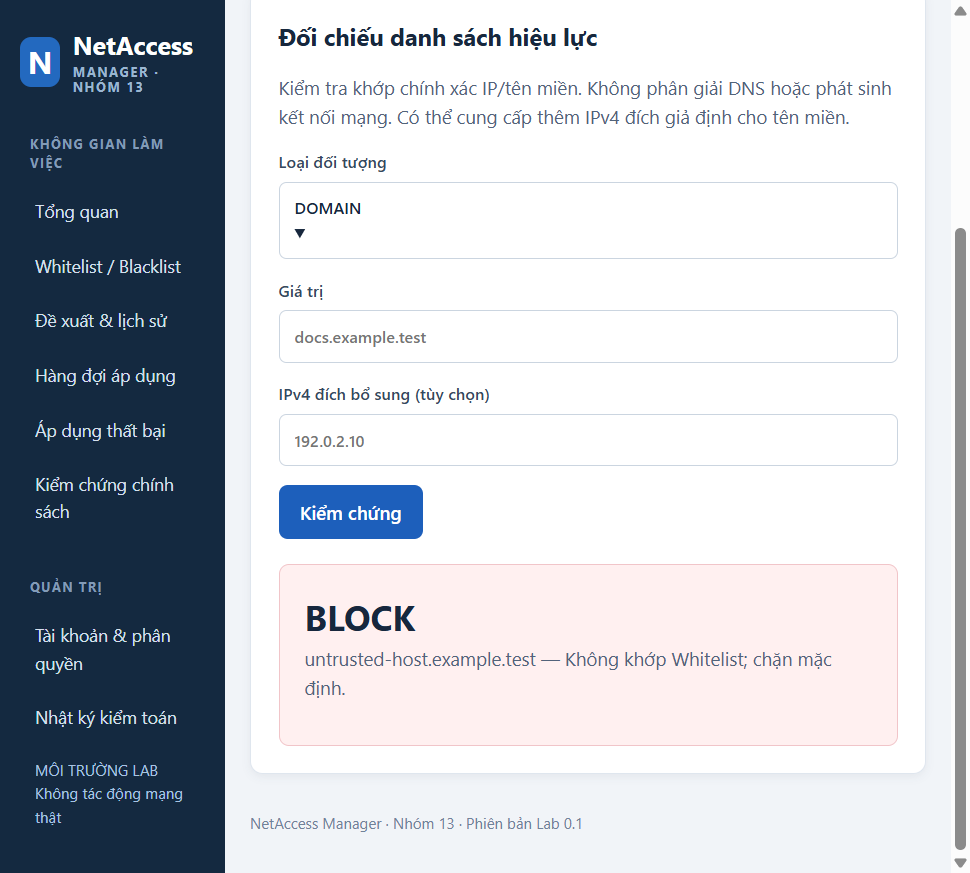 N
NetAccess
MANAGER ·
NHÓM 13
KHÔNG GIAN LÀM
VIỆC
Tổng quan
Whitelist / Blacklist
Đề xuất & lịch sử
Hàng đợi áp dụng
Áp dụng thất bại
Kiểm chứng chính
sách
QUẢN TRỊ
Tài khoản & phân
quyền
Nhật ký kiểm toán
MÔI TRƯỜNG LAB
Không tác động mạng
thật
Đối chiếu danh sách hiệu lực
Kiểm tra khớp chính xác IP/tên miền. Không phân giải DNS hoặc phát sinh
kết nối mạng. Có thể cung cấp thêm IPv4 đích giả định cho tên miền.
Loại đối tượng
DOMAIN
Giá trị
docs.example.test
IPv4 đích bổ sung (tùy chọn)
192.0.2.10
Kiểm chứng
BLOCK
untrusted-host.example.test — Không khớp Whitelist; chặn mặc
định.
NetAccess Manager · Nhóm 13 · Phiên bản Lab 0.1